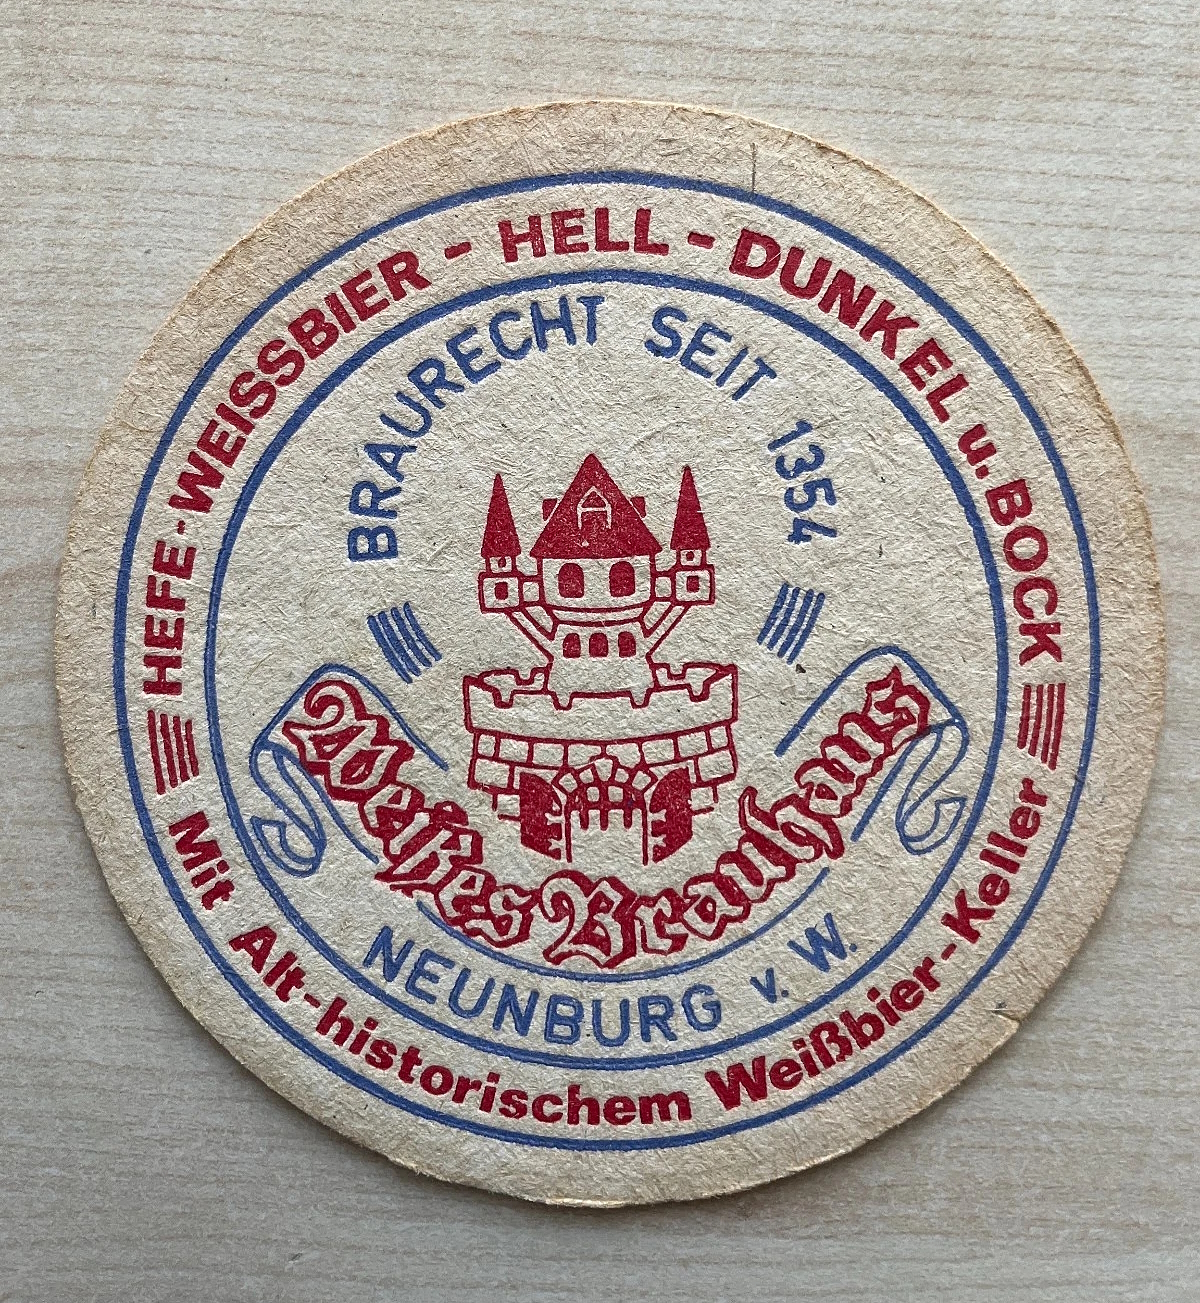 HEFE-WEISSBIER - HELL - DUNKEL u. BOCK
BRAURECHT SEIT 1354
Weißes Brauhaus
NEUNBURG v. W.
Mit Alt-historischem Weißbier-Keller